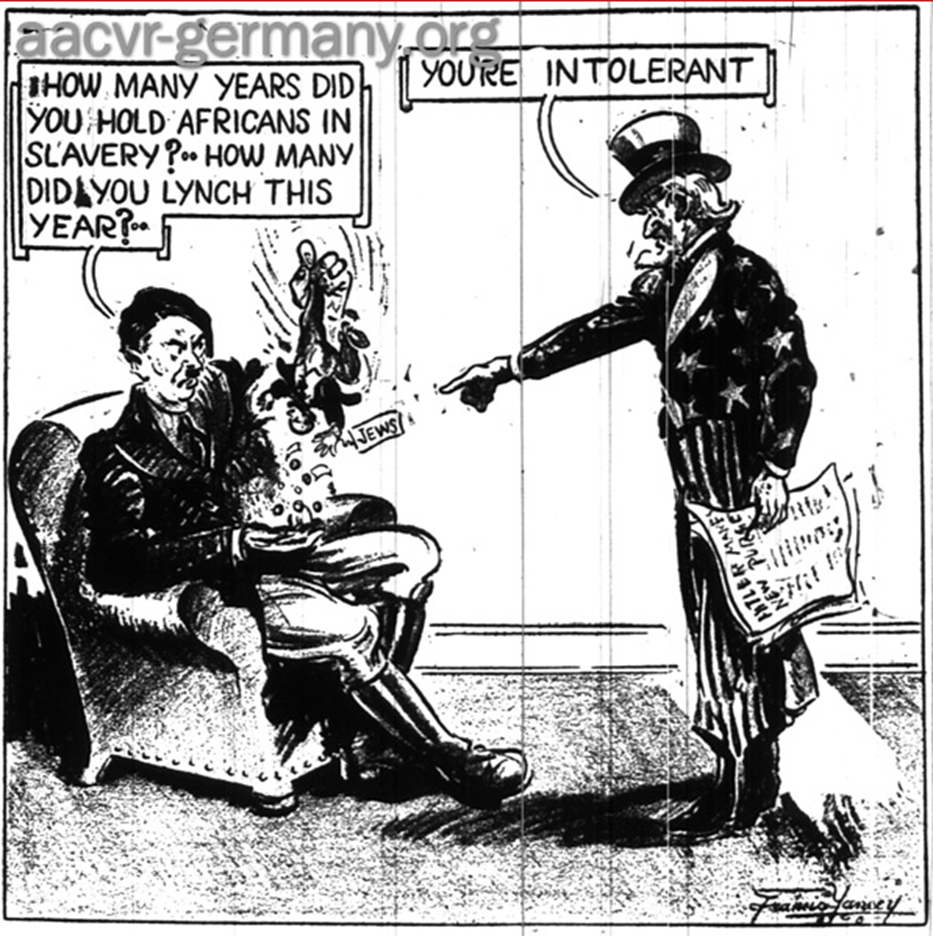 aacvr-germany.org
HOW MANY YEARS DID
YOU HOLD AFRICANS IN
SLAVERY?.. HOW MANY
DID YOU LYNCH THIS
YEAR?..
YOU'RE INTOLERANT
JEWS
HITLER
NEW PURGE